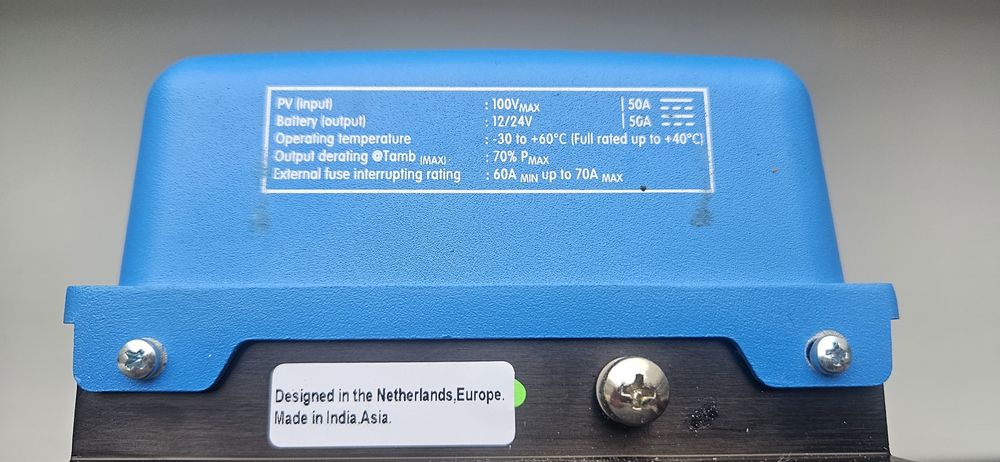 PV (input) : 100VMAX | 50A
Battery (output) : 12/24V | 50A
Operating temperature : -30 to +60°C (Full rated up to +40°C)
Output derating @Tamb (MAX) : 70% PMAX
External fuse interrupting rating : 60A MIN up to 70A MAX
Designed in the Netherlands,Europe.
Made in India,Asia.